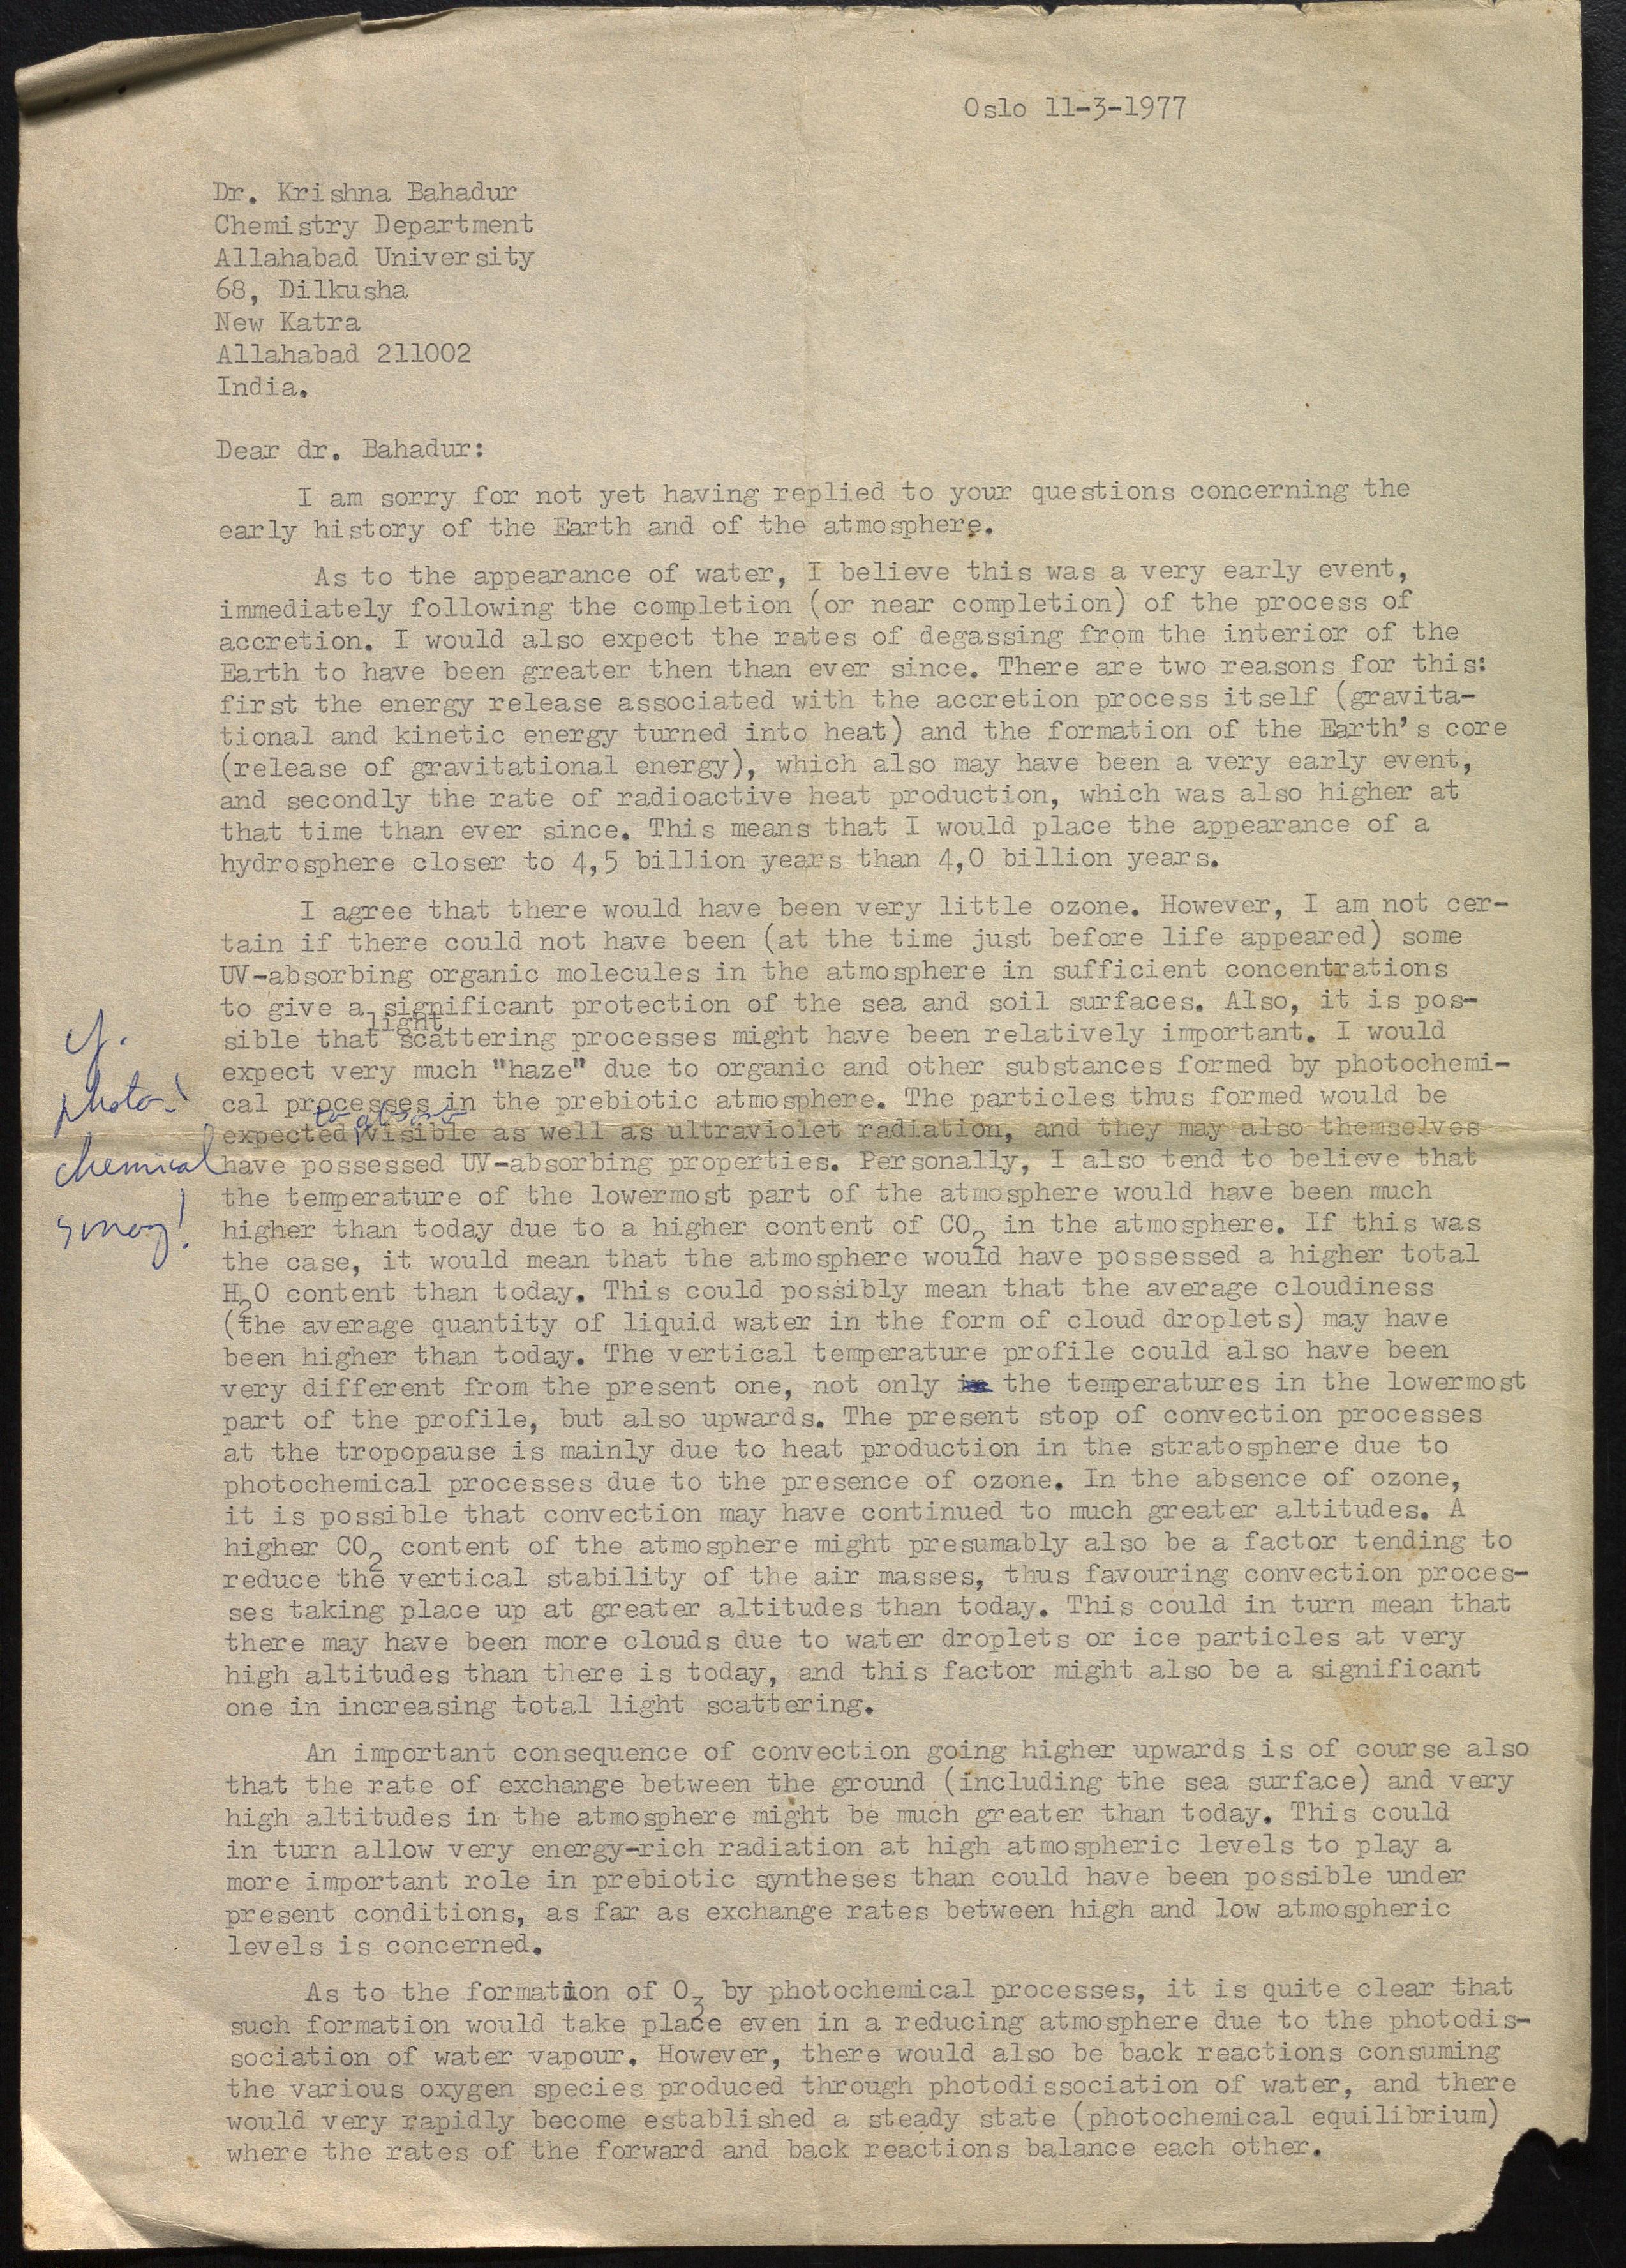 Oslo 11-3-1977
Dr. Krishna Bahadur
Chemistry Department
Allahabad University
68, Dilkusha
New Katra
Allahabad 211002
India.
Dear dr. Bahadur:
I am sorry for not yet having replied to your questions concerning the
early history of the Earth and of the atmosphere.
As to the appearance of water, I believe this was a very early event,
immediately following the completion (or near completion) of the process of
accretion. I would also expect the rates of degassing from the interior of the
Earth to have been greater then than ever since. There are two reasons for this:
first the energy release associated with the accretion process itself (gravita-
tional and kinetic energy turned into heat) and the formation of the Earth's core
(release of gravitational energy), which also may have been a very early event,
and secondly the rate of radioactive heat production, which was also higher at
that time than ever since. This means that I would place the appearance of a
hydrosphere closer to 4,5 billion years than 4,0 billion years.
I agree that there would have been very little ozone. However, I am not cer-
tain if there could not have been (at the time just before life appeared) some
UV-absorbing organic molecules in the atmosphere in sufficient concentrations
to give a significant protection of the sea and soil surfaces. Also, it is pos-
light
sible that scattering processes might have been relatively important. I would
expect very much "haze" due to organic and other substances formed by photochemi-
cal processes in the prebiotic atmosphere. The particles thus formed would be
to absorb
expected visible as well as ultraviolet radiation, and they may also themselves
have possessed UV-absorbing properties. Personally, I also tend to believe that
the temperature of the lowermost part of the atmosphere would have been much
higher than today due to a higher content of CO2 in the atmosphere. If this was
the case, it would mean that the atmosphere would have possessed a higher total
H2O content than today. This could possibly mean that the average cloudiness
(the average quantity of liquid water in the form of cloud droplets) may have
been higher than today. The vertical temperature profile could also have been
very different from the present one, not only the temperatures in the lowermost
part of the profile, but also upwards. The present stop of convection processes
at the tropopause is mainly due to heat production in the stratosphere due to
photochemical processes due to the presence of ozone. In the absence of ozone,
it is possible that convection may have continued to much greater altitudes. A
higher CO2 content of the atmosphere might presumably also be a factor tending to
reduce the vertical stability of the air masses, thus favouring convection proces-
ses taking place up at greater altitudes than today. This could in turn mean that
there may have been more clouds due to water droplets or ice particles at very
high altitudes than there is today, and this factor might also be a significant
one in increasing total light scattering.
An important consequence of convection going higher upwards is of course also
that the rate of exchange between the ground (including the sea surface) and very
high altitudes in the atmosphere might be much greater than today. This could
in turn allow very energy-rich radiation at high atmospheric levels to play a
more important role in prebiotic syntheses than could have been possible under
present conditions, as far as exchange rates between high and low atmospheric
levels is concerned.
As to the formation of O3 by photochemical processes, it is quite clear that
such formation would take place even in a reducing atmosphere due to the photodis-
sociation of water vapour. However, there would also be back reactions consuming
the various oxygen species produced through photodissociation of water, and there
would very rapidly become established a steady state (photochemical equilibrium)
where the rates of the forward and back reactions balance each other.
cf.
photo-
chemical
smog!